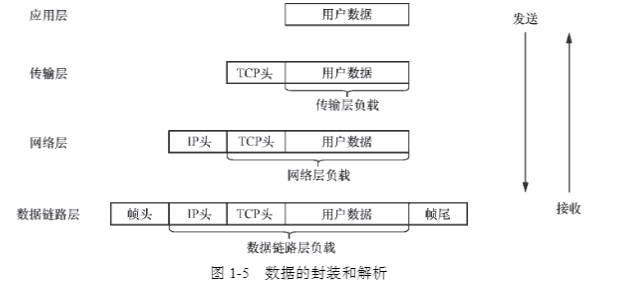 应用层 用户数据 发送
传输层 TCP头 用户数据
传输层负载
网络层 IP头 TCP头 用户数据
网络层负载
数据链路层 帧头 IP头 TCP头 用户数据 帧尾 接收
数据链路层负载
图 1-5 数据的封装和解析